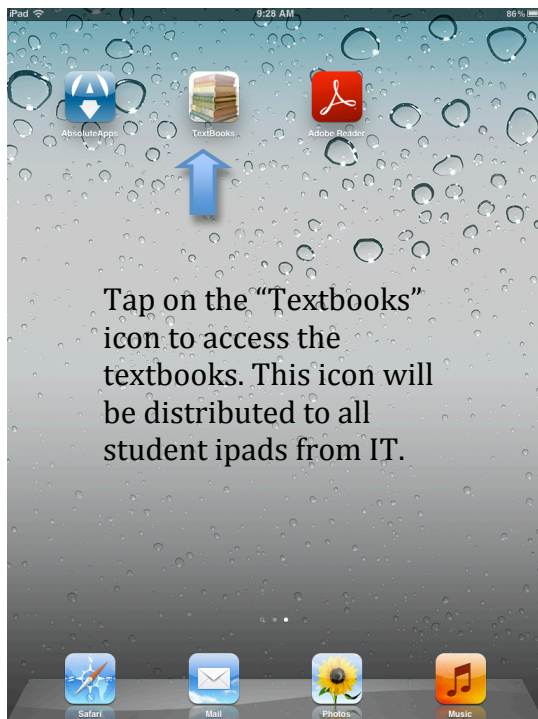 iPad 9:28 AM 86%
AbsoluteApps TextBooks Adobe Reader
Tap on the “Textbooks”
icon to access the
textbooks. This icon will
be distributed to all
student ipads from IT.
Safari Mail Photos Music